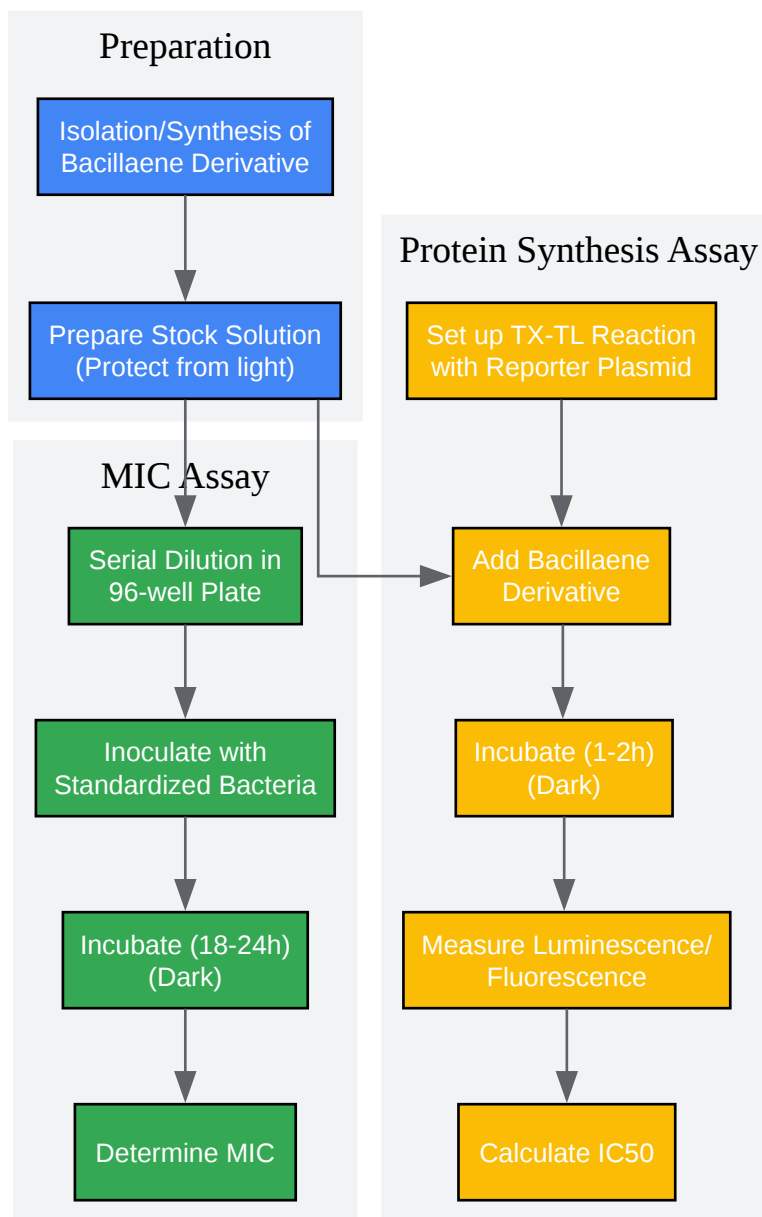 Preparation
Isolation/Synthesis of
Bacillaene Derivative
Prepare Stock Solution
(Protect from light)
MIC Assay
Serial Dilution in
96-well Plate
Inoculate with
Standardized Bacteria
Incubate (18-24h)
(Dark)
Determine MIC
Protein Synthesis Assay
Set up TX-TL Reaction
with Reporter Plasmid
Add Bacillaene
Derivative
Incubate (1-2h)
(Dark)
Measure Luminescence/
Fluorescence
Calculate IC50